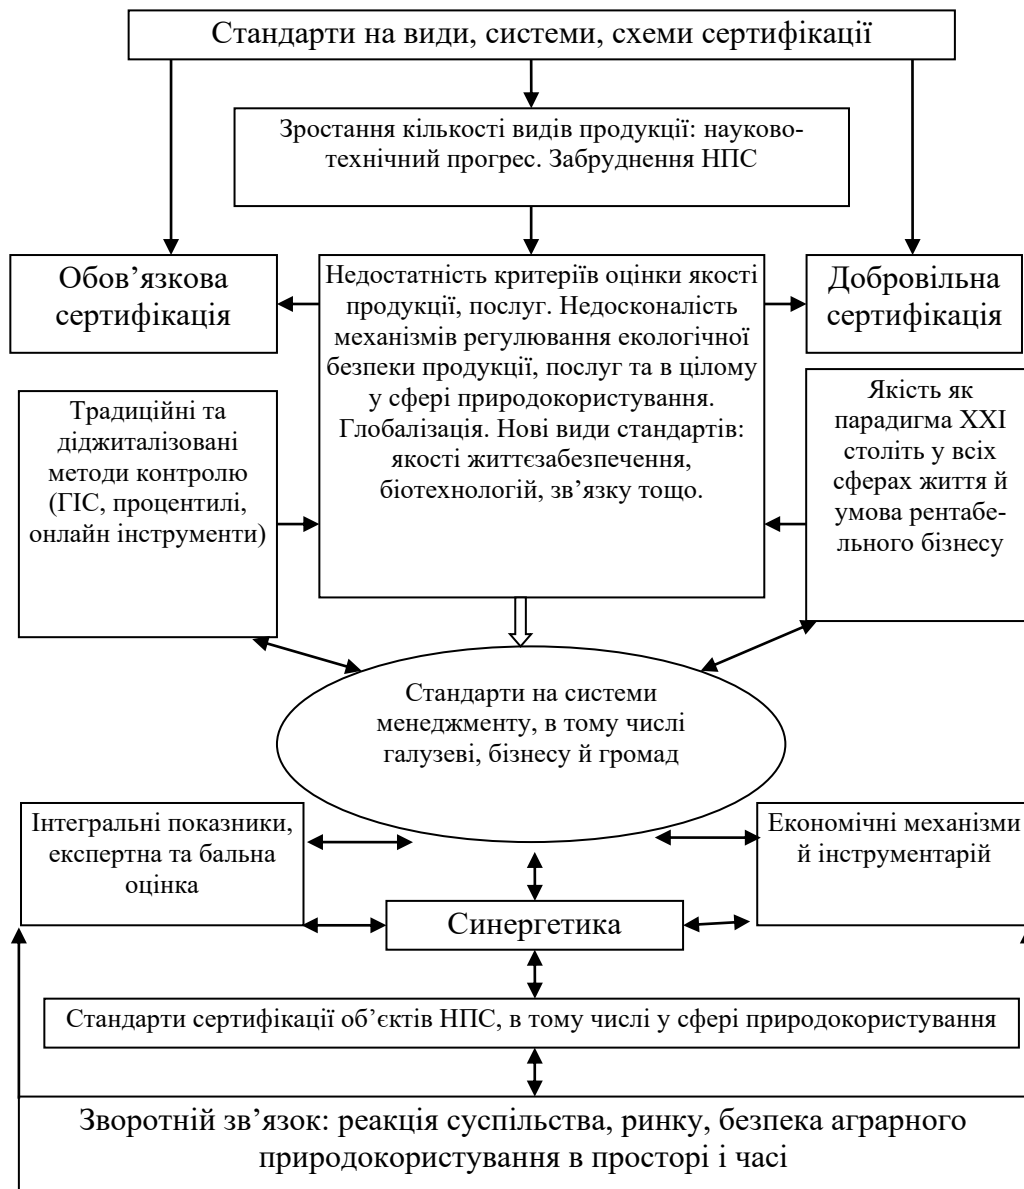 Стандарти на види, системи, схеми сертифікації
Зростання кількості видів продукції: науково-
технічний прогрес. Забруднення НПС
Обов’язкова
сертифікація
Недостатність критеріїв оцінки якості
продукції, послуг. Недосконалість
механізмів регулювання екологічної
безпеки продукції, послуг та в цілому
у сфері природокористування.
Глобалізація. Нові види стандартів:
якості життєзабезпечення,
біотехнологій, зв’язку тощо.
Добровільна
сертифікація
Традиційні та
діджиталізовані
методи контролю
(ГІС, процентилі,
онлайн інструменти)
Якість як
парадигма ХХІ
століть у всіх
сферах життя й
умова рентабе-
льного бізнесу
Стандарти на системи
менеджменту, в тому числі
галузеві, бізнесу й громад
Інтегральні показники,
експертна та бальна
оцінка
Економічні механізми
й інструментарій
Синергетика
Стандарти сертифікації об’єктів НПС, в тому числі у сфері природокористування
Зворотній зв’язок: реакція суспільства, ринку, безпека аграрного
природокористування в просторі і часі